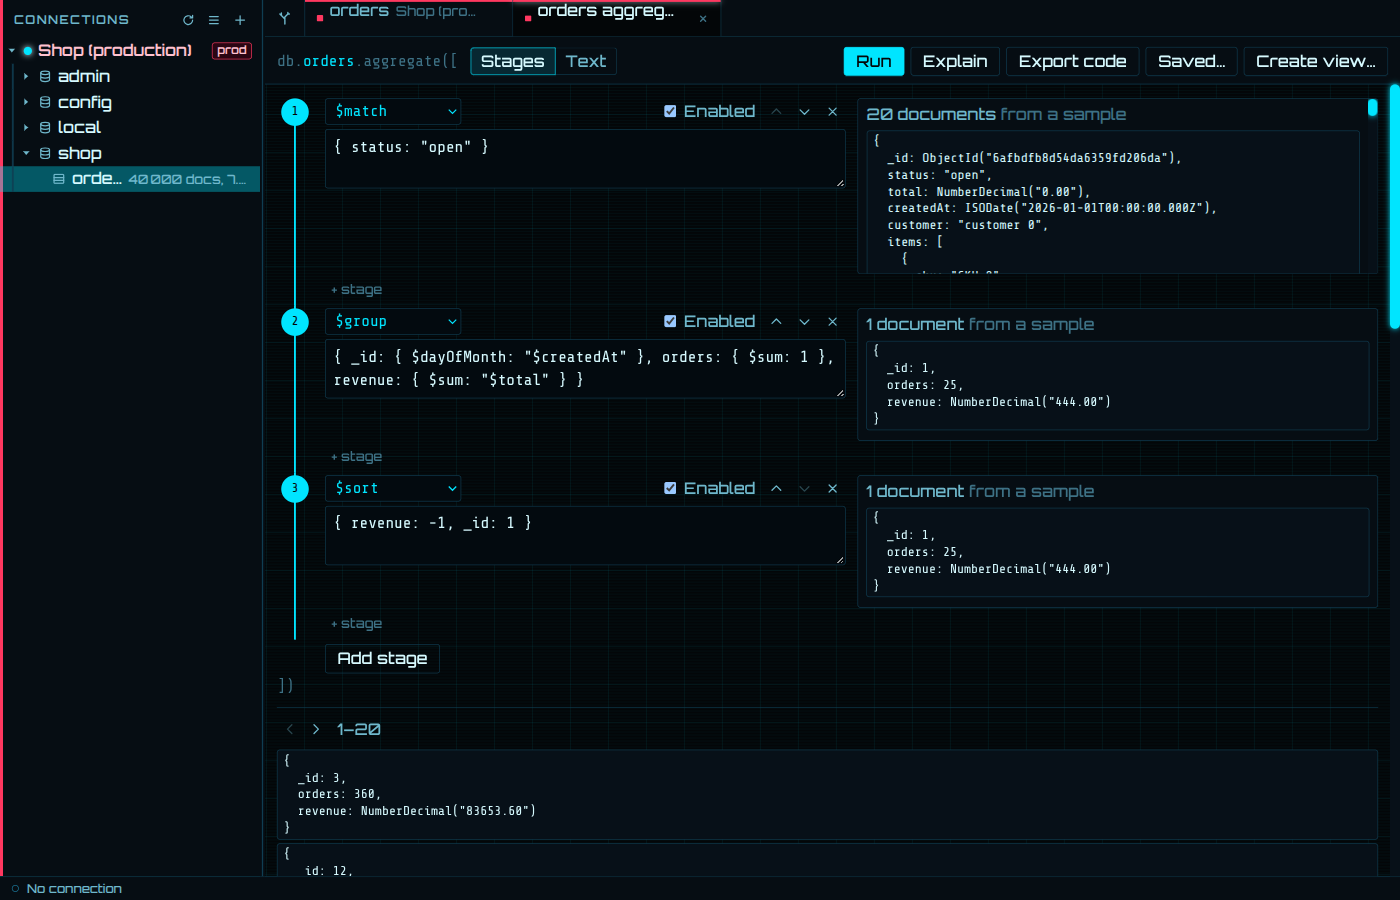 CONNECTIONS
orders Shop (pro...
orders aggreg...
Shop (production) prod
admin
config
local
shop
orde... 40 000 docs, 7....
db.orders.aggregate([
Stages Text
Run Explain Export code Saved... Create view...
1 $match Enabled
{ status: "open" }
20 documents from a sample
{
_id: ObjectId("6afbdfb8d54da6359fd206da"),
status: "open",
total: NumberDecimal("0.00"),
createdAt: ISODate("2026-01-01T00:00:00.000Z"),
customer: "customer 0",
items: [
{
+ stage
2 $group Enabled
{ _id: { $dayOfMonth: "$createdAt" }, orders: { $sum: 1 },
revenue: { $sum: "$total" } }
1 document from a sample
{
_id: 1,
orders: 25,
revenue: NumberDecimal("444.00")
}
+ stage
3 $sort Enabled
{ revenue: -1, _id: 1 }
1 document from a sample
{
_id: 1,
orders: 25,
revenue: NumberDecimal("444.00")
}
+ stage
Add stage
])
1–20
{
_id: 3,
orders: 360,
revenue: NumberDecimal("83653.60")
}
{
_id: 12,
No connection